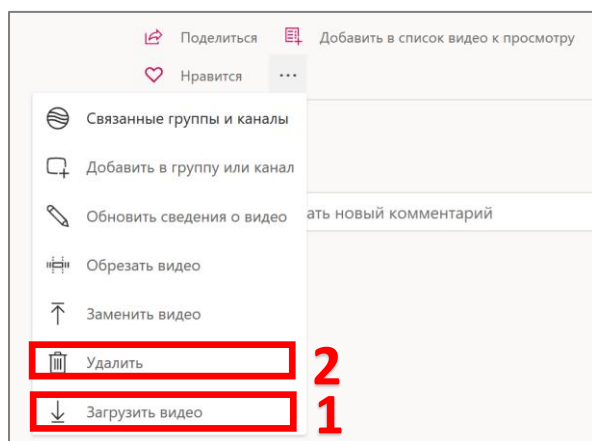 Поделиться Добавить в список видео к просмотру
Нравится ...
Связанные группы и каналы
Добавить в группу или канал
Обновить сведения о видео
ать новый комментарий
Обрезать видео
Заменить видео
Удалить
2
Загрузить видео
1